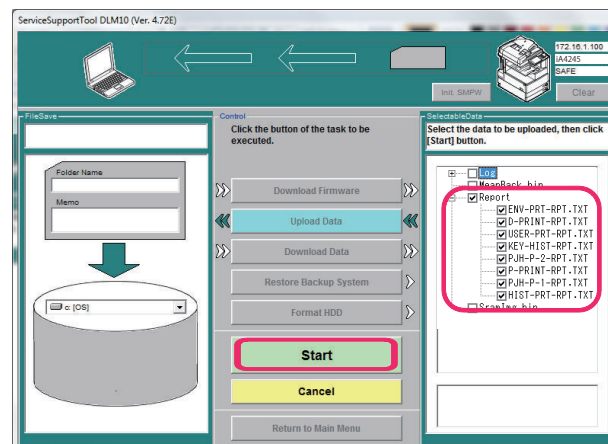 ServiceSupportTool DLM10 (Ver. 4.72E)
172.16.1.100
iA4245
SAFE
Init. SMPW
Clear
FileSave
Folder Name
Memo
c: [OS]
Control
Click the button of the task to be
executed.
Download Firmware
Upload Data
Download Data
Restore Backup System
Format HDD
Start
Cancel
Return to Main Menu
SelectableData
Select the data to be uploaded, then click
[Start] button.
Log
MeanBack.bin
Report
ENV-PRT-RPT.TXT
D-PRINT-RPT.TXT
USER-PRT-RPT.TXT
KEY-HIST-RPT.TXT
PJH-P-2-RPT.TXT
P-PRINT-RPT.TXT
PJH-P-1-RPT.TXT
HIST-PRT-RPT.TXT
SramImg.bin